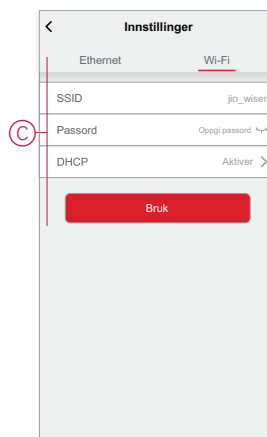 Innstillinger
Ethernet Wi-Fi
SSID jio_wiser
C Passord Oppgi passord
DHCP Aktiver
Bruk